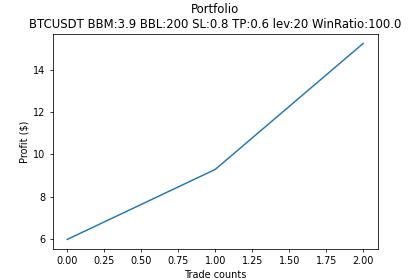 Portfolio
BTCUSDT BBM:3.9 BBL:200 SL:0.8 TP:0.6 lev:20 WinRatio:100.0
14
12
10
8
6
Profit ($)
0.00 0.25 0.50 0.75 1.00 1.25 1.50 1.75 2.00
Trade counts